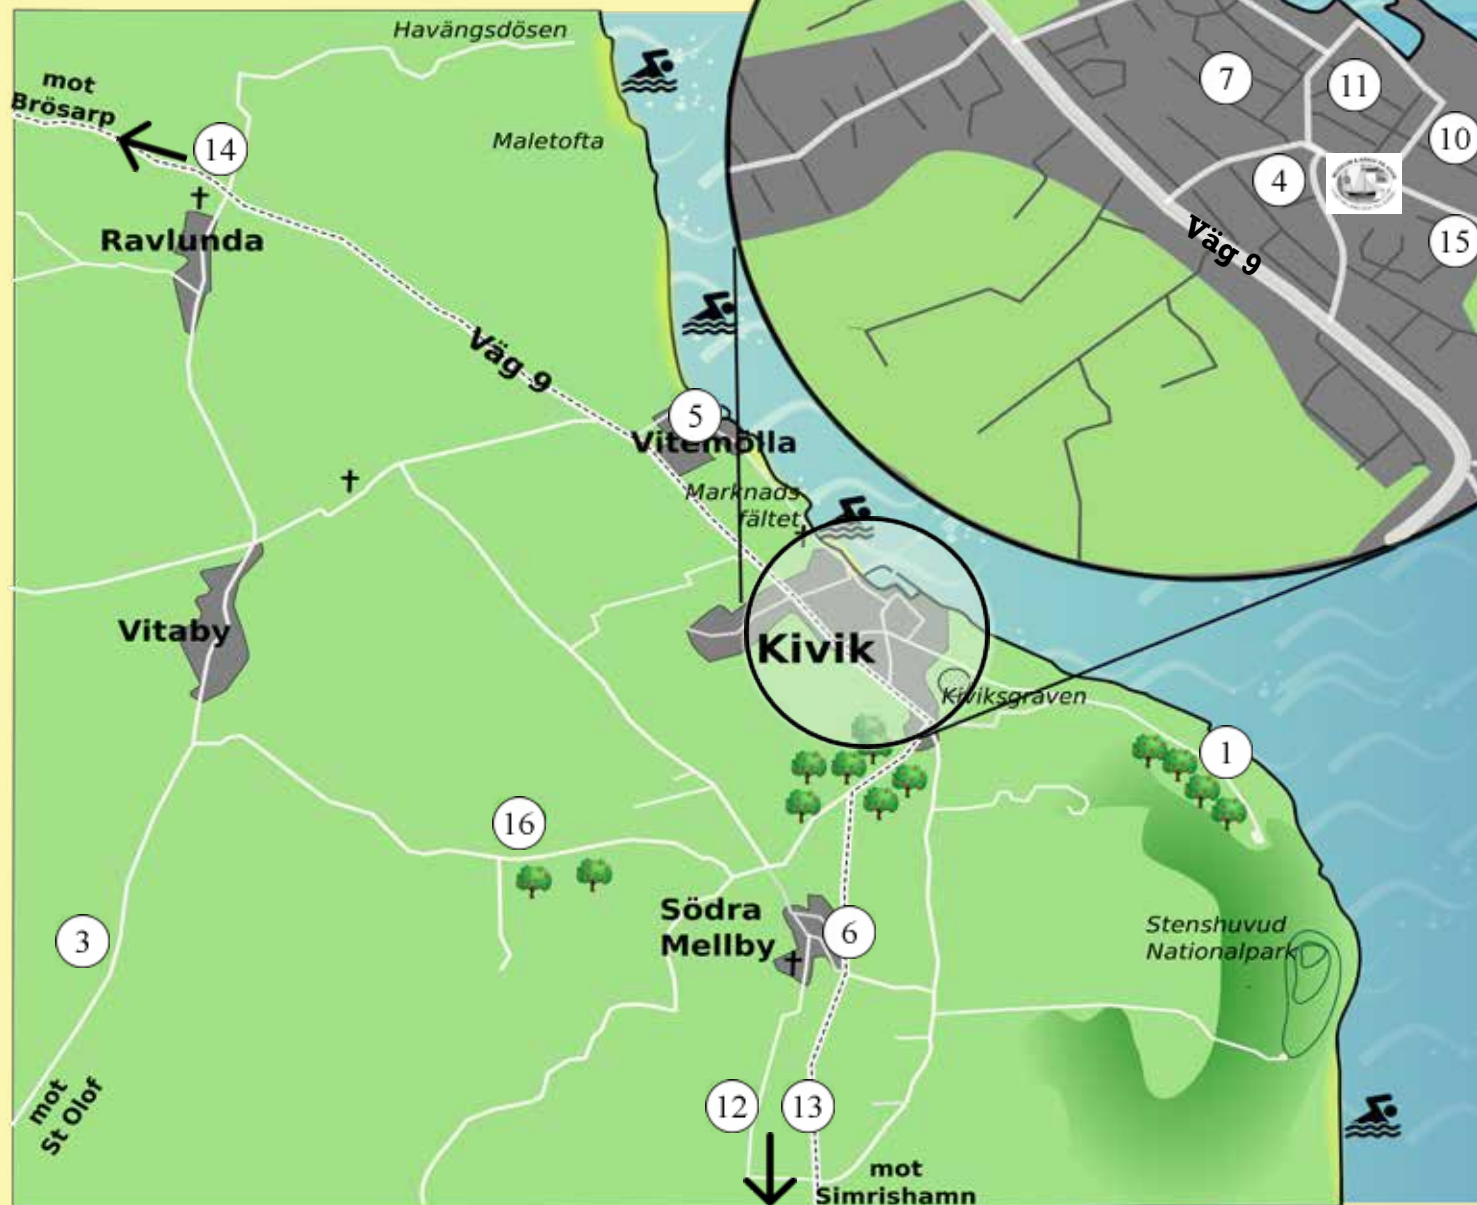 Havängsdösen
mot
Brösarp
14
Maletofta
Ravlunda
Väg 9
5
Vitemölla
Marknads
fältet
Vitaby
Kivik
Kiviksgraven
1
16
Södra
Mellby
6
3
Stenshuvud
Nationalpark
mot
St Olof
12
13
mot
Simrishamn
7
11
10
4
15
Väg 9